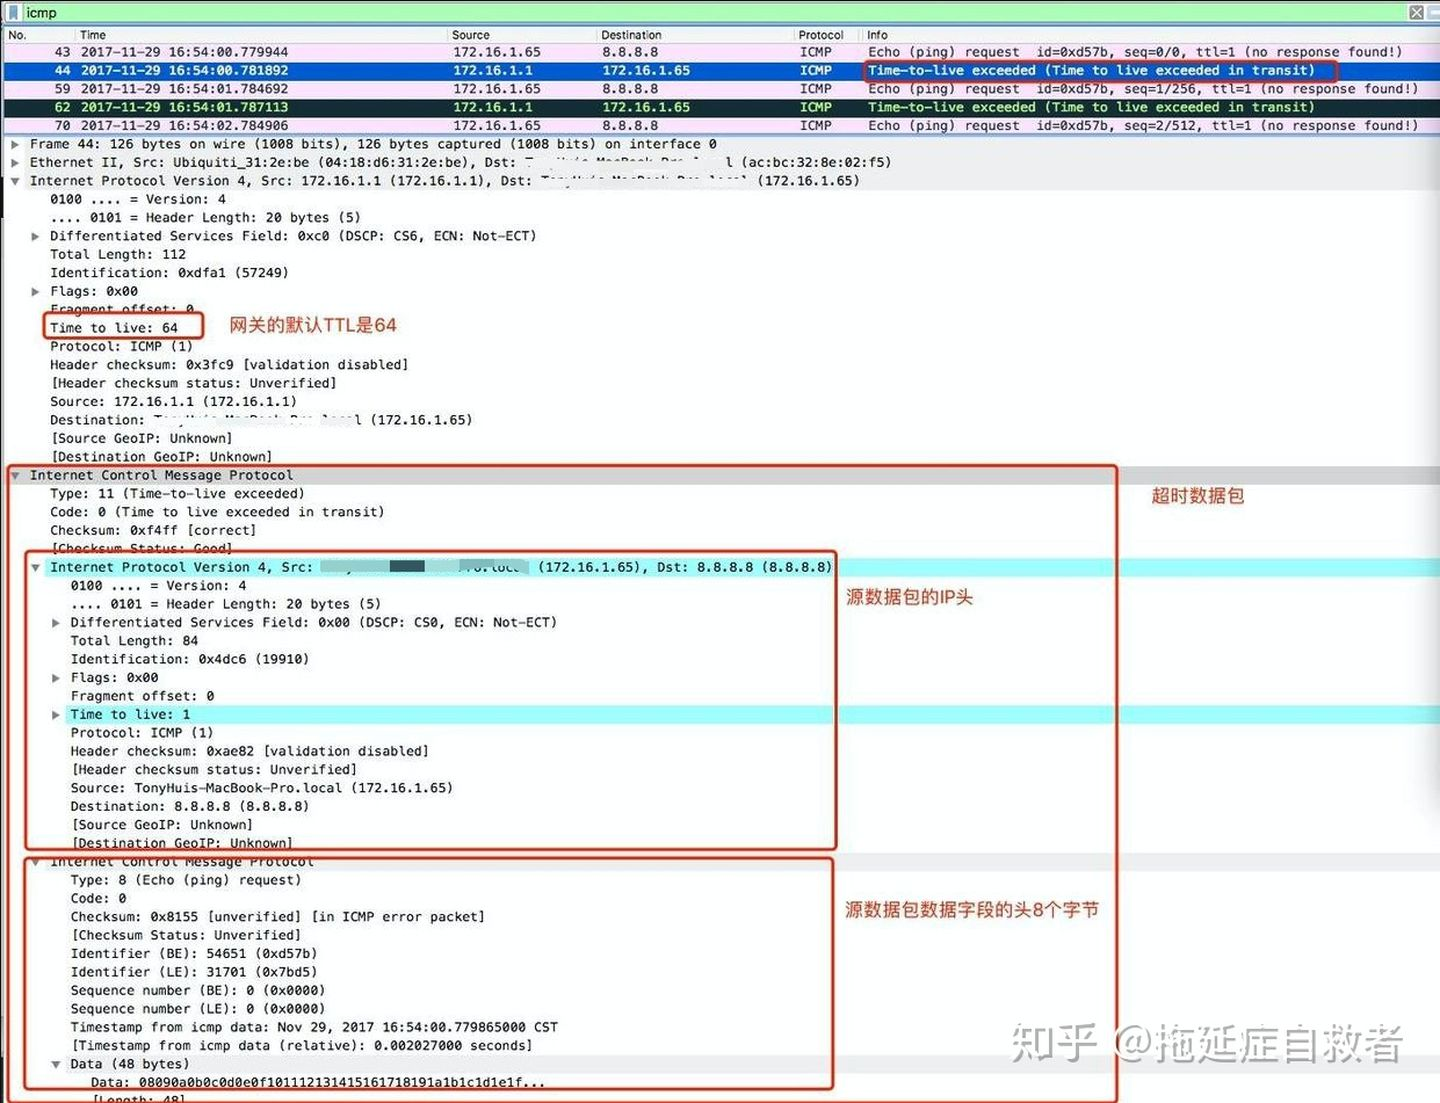 icmp
No. Time Source Destination Protocol Info
43 2017-11-29 16:54:00.779944 172.16.1.65 8.8.8.8 ICMP Echo (ping) request id=0xd57b, seq=0/0, ttl=1 (no response found!)
44 2017-11-29 16:54:00.781892 172.16.1.1 172.16.1.65 ICMP Time-to-live exceeded (Time to live exceeded in transit)
59 2017-11-29 16:54:01.784692 172.16.1.65 8.8.8.8 ICMP Echo (ping) request id=0xd57b, seq=1/256, ttl=1 (no response found!)
62 2017-11-29 16:54:01.787113 172.16.1.1 172.16.1.65 ICMP Time-to-live exceeded (Time to live exceeded in transit)
70 2017-11-29 16:54:02.784906 172.16.1.65 8.8.8.8 ICMP Echo (ping) request id=0xd57b, seq=2/512, ttl=1 (no response found!)
Frame 44: 126 bytes on wire (1008 bits), 126 bytes captured (1008 bits) on interface 0
Ethernet II, Src: Ubiquiti_31:2e:be (04:18:d6:31:2e:be), Dst: (ac:bc:32:8e:02:f5)
Internet Protocol Version 4, Src: 172.16.1.1 (172.16.1.1), Dst: (172.16.1.65)
0100 .... = Version: 4
.... 0101 = Header Length: 20 bytes (5)
Differentiated Services Field: 0xc0 (DSCP: CS6, ECN: Not-ECT)
Total Length: 112
Identification: 0xdfa1 (57249)
Flags: 0x00
Fragment offset: 0
Time to live: 64 网关的默认TTL是64
Protocol: ICMP (1)
Header checksum: 0x3fc9 [validation disabled]
[Header checksum status: Unverified]
Source: 172.16.1.1 (172.16.1.1)
Destination: (172.16.1.65)
[Source GeoIP: Unknown]
[Destination GeoIP: Unknown]
Internet Control Message Protocol
Type: 11 (Time-to-live exceeded) 超时数据包
Code: 0 (Time to live exceeded in transit)
Checksum: 0xf4ff [correct]
[Checksum Status: Good]
Internet Protocol Version 4, Src: (172.16.1.65), Dst: 8.8.8.8 (8.8.8.8)
0100 .... = Version: 4
.... 0101 = Header Length: 20 bytes (5) 源数据包的IP头
Differentiated Services Field: 0x00 (DSCP: CS0, ECN: Not-ECT)
Total Length: 84
Identification: 0x4dc6 (19910)
Flags: 0x00
Fragment offset: 0
Time to live: 1
Protocol: ICMP (1)
Header checksum: 0xae82 [validation disabled]
[Header checksum status: Unverified]
Source: TonyHuis-MacBook-Pro.local (172.16.1.65)
Destination: 8.8.8.8 (8.8.8.8)
[Source GeoIP: Unknown]
[Destination GeoIP: Unknown]
Internet Control Message Protocol
Type: 8 (Echo (ping) request)
Code: 0
Checksum: 0x8155 [unverified] [in ICMP error packet] 源数据包数据字段的头8个字节
[Checksum Status: Unverified]
Identifier (BE): 54651 (0xd57b)
Identifier (LE): 31701 (0x7bd5)
Sequence number (BE): 0 (0x0000)
Sequence number (LE): 0 (0x0000)
Timestamp from icmp data: Nov 29, 2017 16:54:00.779865000 CST
[Timestamp from icmp data (relative): 0.002027000 seconds]
Data (48 bytes)
Data: 08090a0b0c0d0e0f101112131415161718191a1b1c1d1e1f...
[Length: 48]
知乎 @拖延症自救者